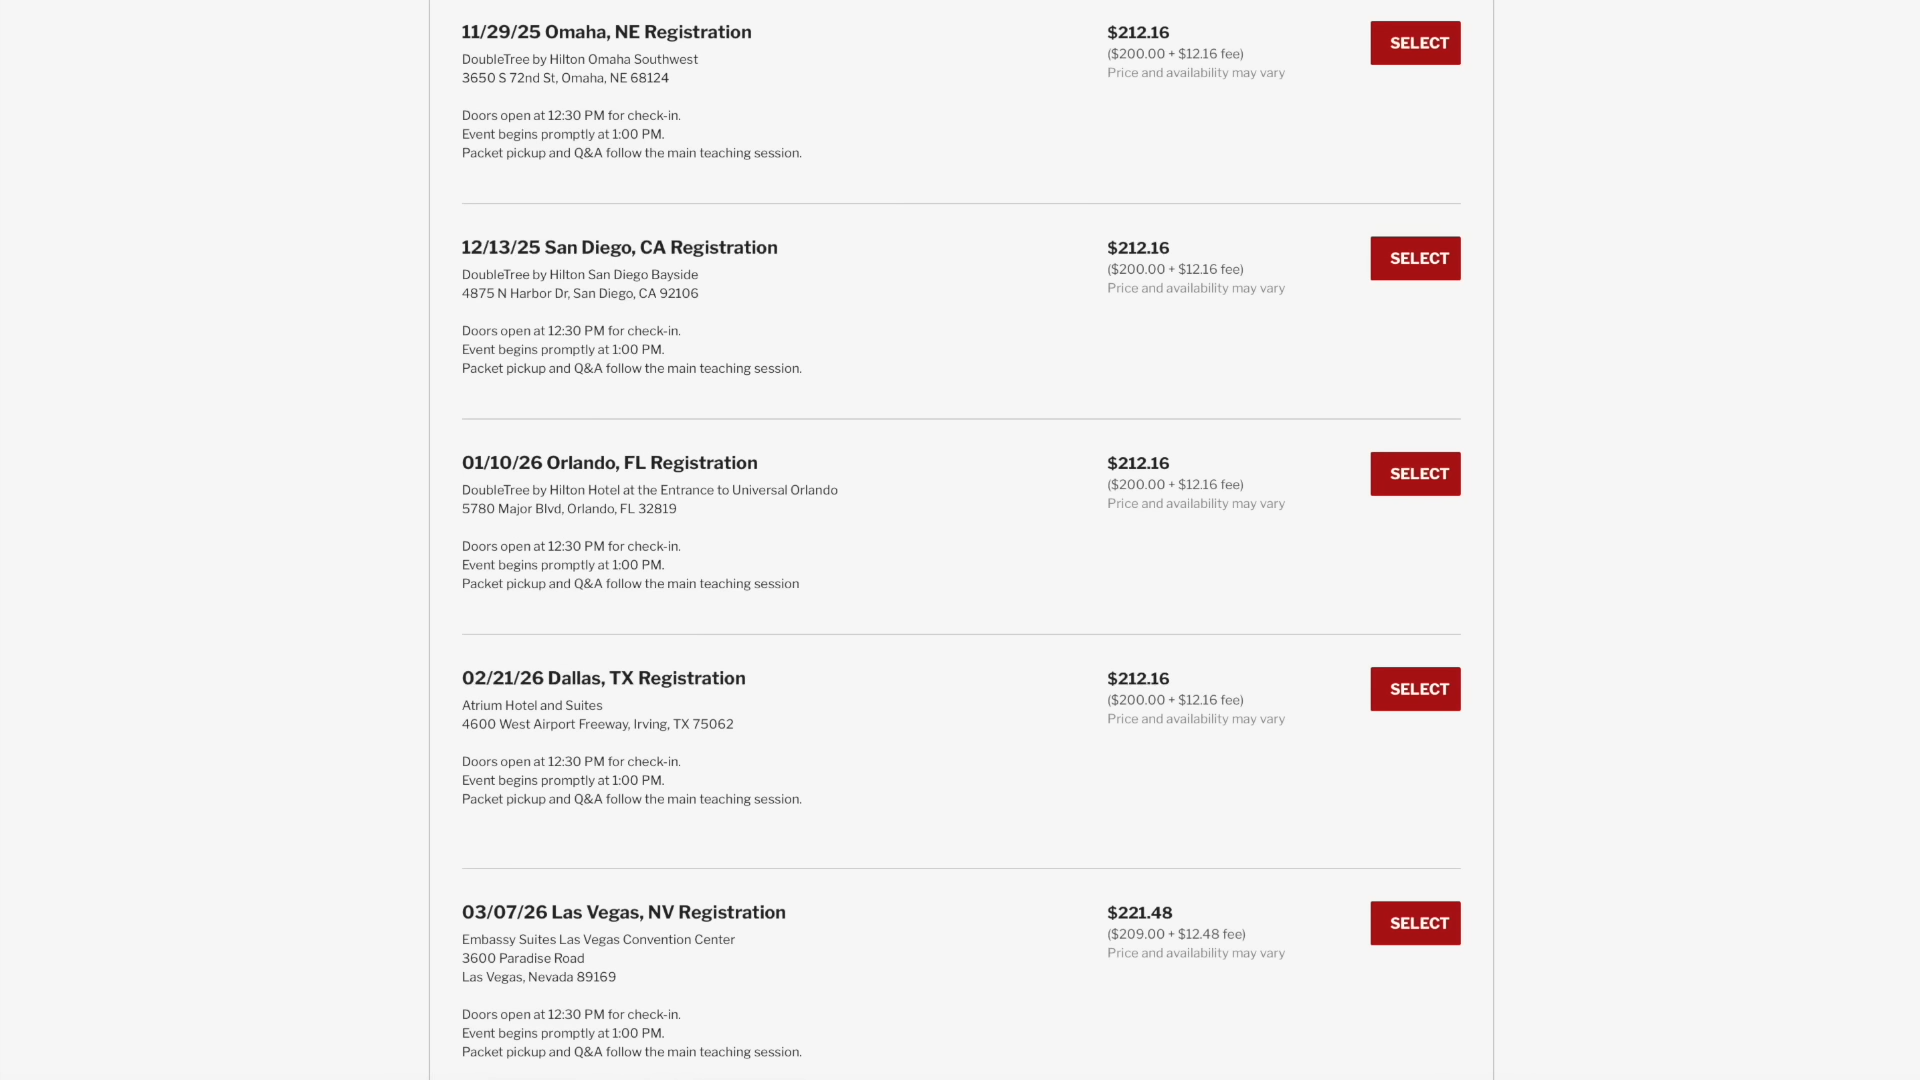 11/29/25 Omaha, NE Registration
DoubleTree by Hilton Omaha Southwest
3650 S 72nd St, Omaha, NE 68124
Doors open at 12:30 PM for check-in.
Event begins promptly at 1:00 PM.
Packet pickup and Q&A follow the main teaching session.
$212.16
($200.00 + $12.16 fee)
Price and availability may vary
SELECT
12/13/25 San Diego, CA Registration
DoubleTree by Hilton San Diego Bayside
4875 N Harbor Dr, San Diego, CA 92106
Doors open at 12:30 PM for check-in.
Event begins promptly at 1:00 PM.
Packet pickup and Q&A follow the main teaching session.
$212.16
($200.00 + $12.16 fee)
Price and availability may vary
SELECT
01/10/26 Orlando, FL Registration
DoubleTree by Hilton Hotel at the Entrance to Universal Orlando
5780 Major Blvd, Orlando, FL 32819
Doors open at 12:30 PM for check-in.
Event begins promptly at 1:00 PM.
Packet pickup and Q&A follow the main teaching session
$212.16
($200.00 + $12.16 fee)
Price and availability may vary
SELECT
02/21/26 Dallas, TX Registration
Atrium Hotel and Suites
4600 West Airport Freeway, Irving, TX 75062
Doors open at 12:30 PM for check-in.
Event begins promptly at 1:00 PM.
Packet pickup and Q&A follow the main teaching session.
$212.16
($200.00 + $12.16 fee)
Price and availability may vary
SELECT
03/07/26 Las Vegas, NV Registration
Embassy Suites Las Vegas Convention Center
3600 Paradise Road
Las Vegas, Nevada 89169
Doors open at 12:30 PM for check-in.
Event begins promptly at 1:00 PM.
Packet pickup and Q&A follow the main teaching session.
$221.48
($209.00 + $12.48 fee)
Price and availability may vary
SELECT